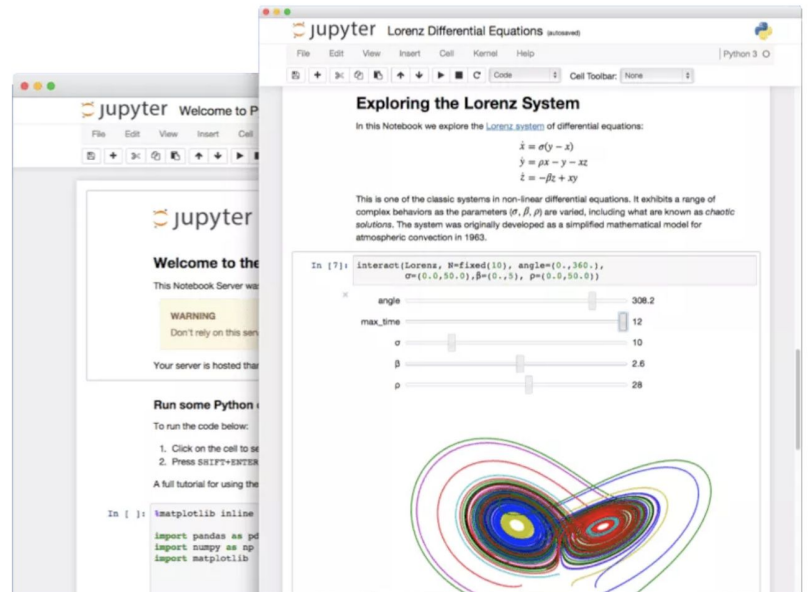 jupyter Lorenz Differential Equations (autosaved)
File Edit View Insert Cell Kernel Help Python 3
Code Cell Toolbar: None
Exploring the Lorenz System
In this Notebook we explore the Lorenz system of differential equations:
ẋ = σ(y − x)
ẏ = ρx − y − xz
ż = −βz + xy
This is one of the classic systems in non-linear differential equations. It exhibits a range of
complex behaviors as the parameters (σ, β, ρ) are varied, including what are known as chaotic
solutions. The system was originally developed as a simplified mathematical model for
atmospheric convection in 1963.
In [7]: interact(Lorenz, N=fixed(10), angle=(0.,360.),
σ=(0.0,50.0),β=(0.,5), ρ=(0.0,50.0))
angle 308.2
max_time 12
σ 10
β 2.6
ρ 28
jupyter Welcome to P
File Edit View Insert Cell
jupyter
Welcome to the
This Notebook Server was
WARNING
Don't rely on this serv
Your server is hosted than
Run some Python
To run the code below:
1. Click on the cell to se
2. Press SHIFT+ENTER
A full tutorial for using the
In [ ]: %matplotlib inline
import pandas as pd
import numpy as np
import matplotlib